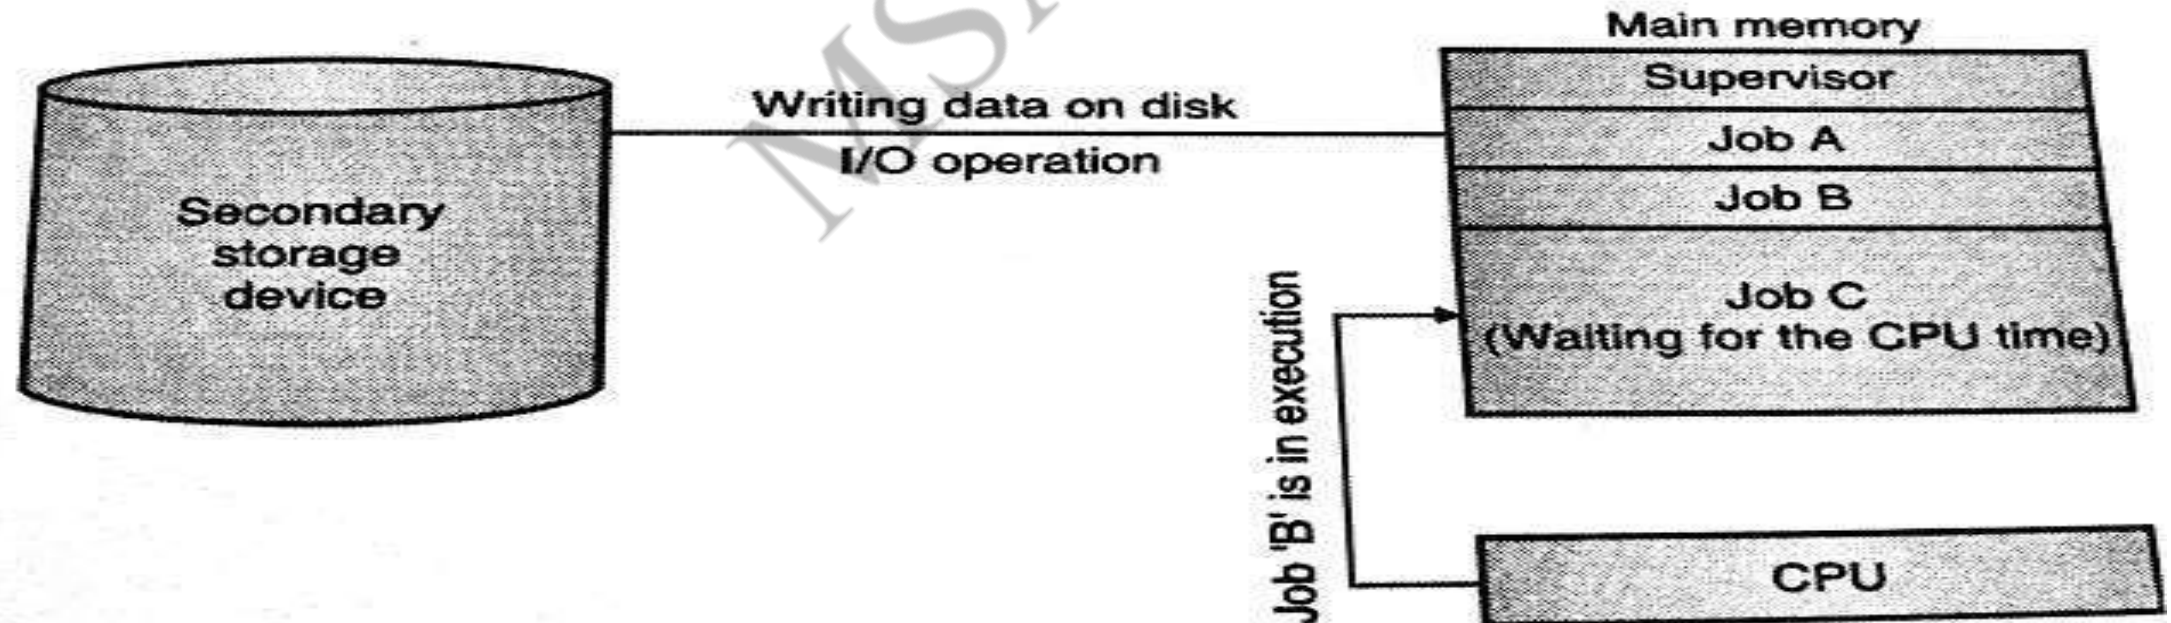 Main memory
Supervisor
Writing data on disk
Job A
I/O operation
Job B
Secondary
storage
device
Job C
(Waiting for the CPU time)
Job 'B' is in execution
CPU